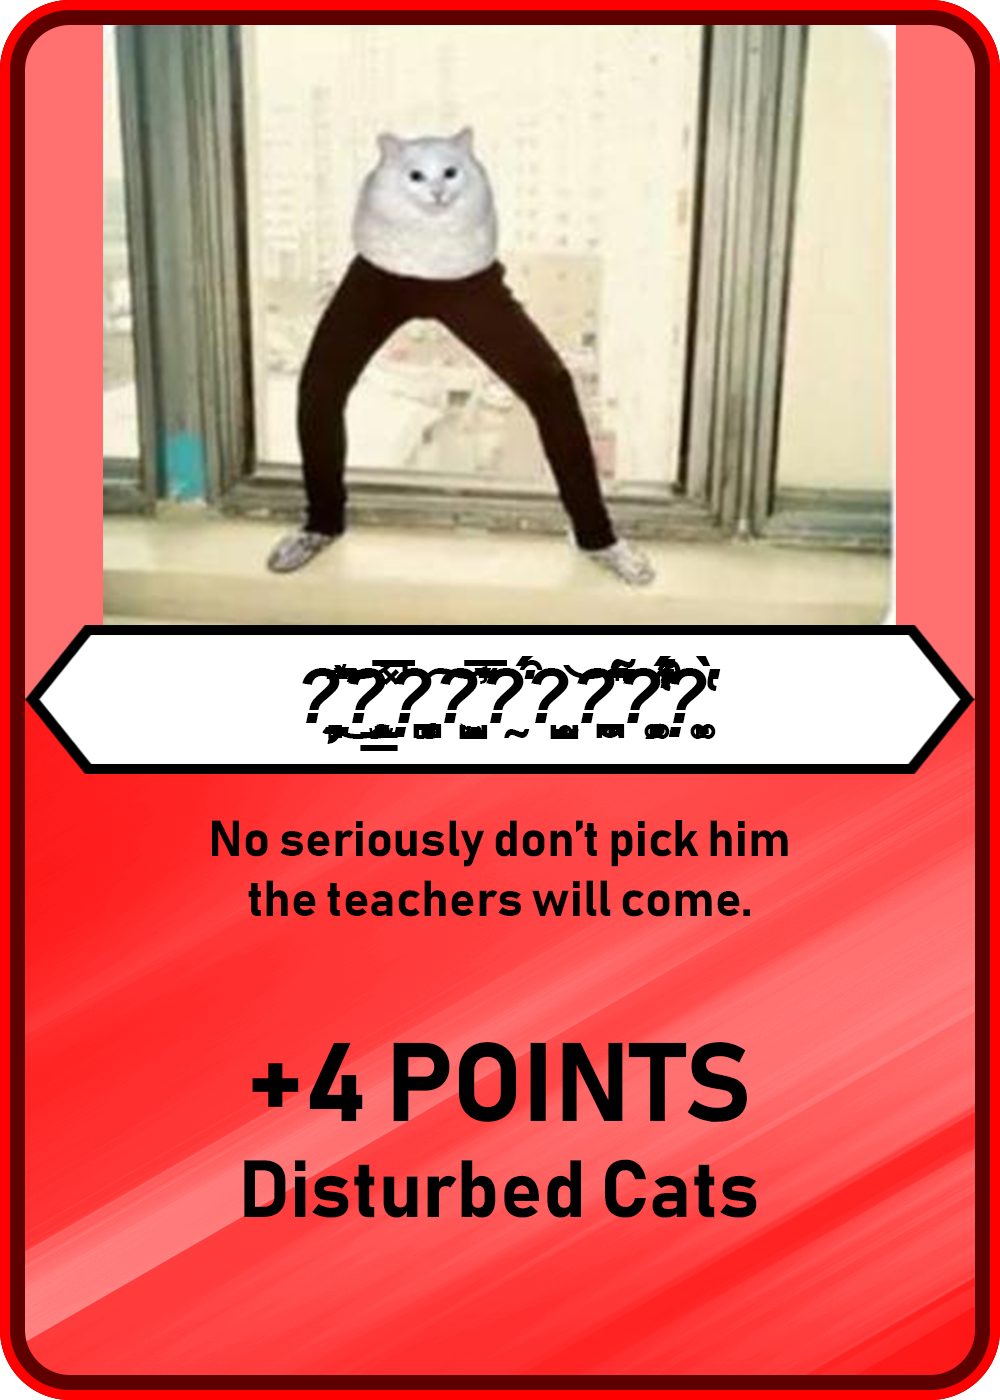 ?????????
No seriously don’t pick him
the teachers will come.
+4 POINTS
Disturbed Cats